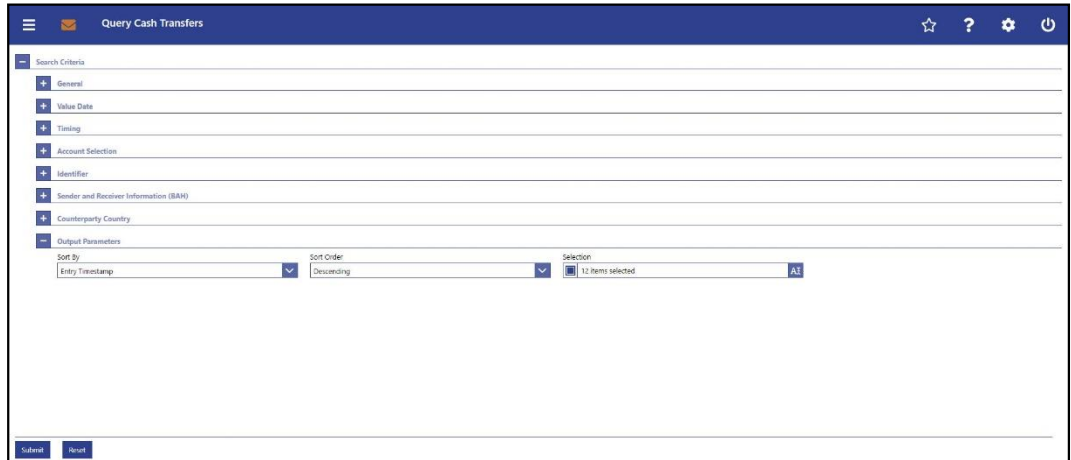 Query Cash Transfers
?
Search Criteria
General
Value Date
Timing
Account Selection
Identifier
Sender and Receiver Information (BAH)
Counterparty Country
Output Parameters
Sort By Sort Order Selection
Entry Timestamp Descending 12 items selected
Submit Reset